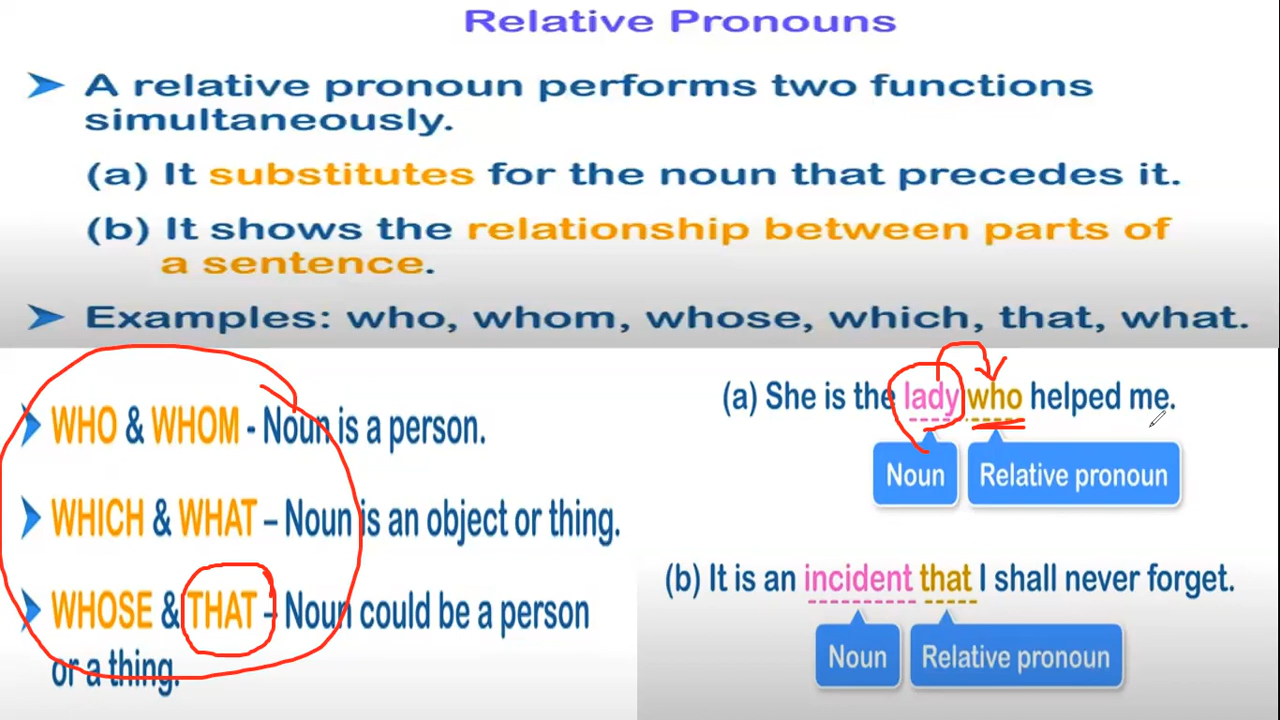 Relative Pronouns
A relative pronoun performs two functions
simultaneously.
(a) It substitutes for the noun that precedes it.
(b) It shows the relationship between parts of
a sentence.
Examples: who, whom, whose, which, that, what.
WHO & WHOM - Noun is a person.
WHICH & WHAT – Noun is an object or thing.
WHOSE & THAT – Noun could be a person
or a thing.
(a) She is the lady who helped me.
Noun Relative pronoun
(b) It is an incident that I shall never forget.
Noun Relative pronoun